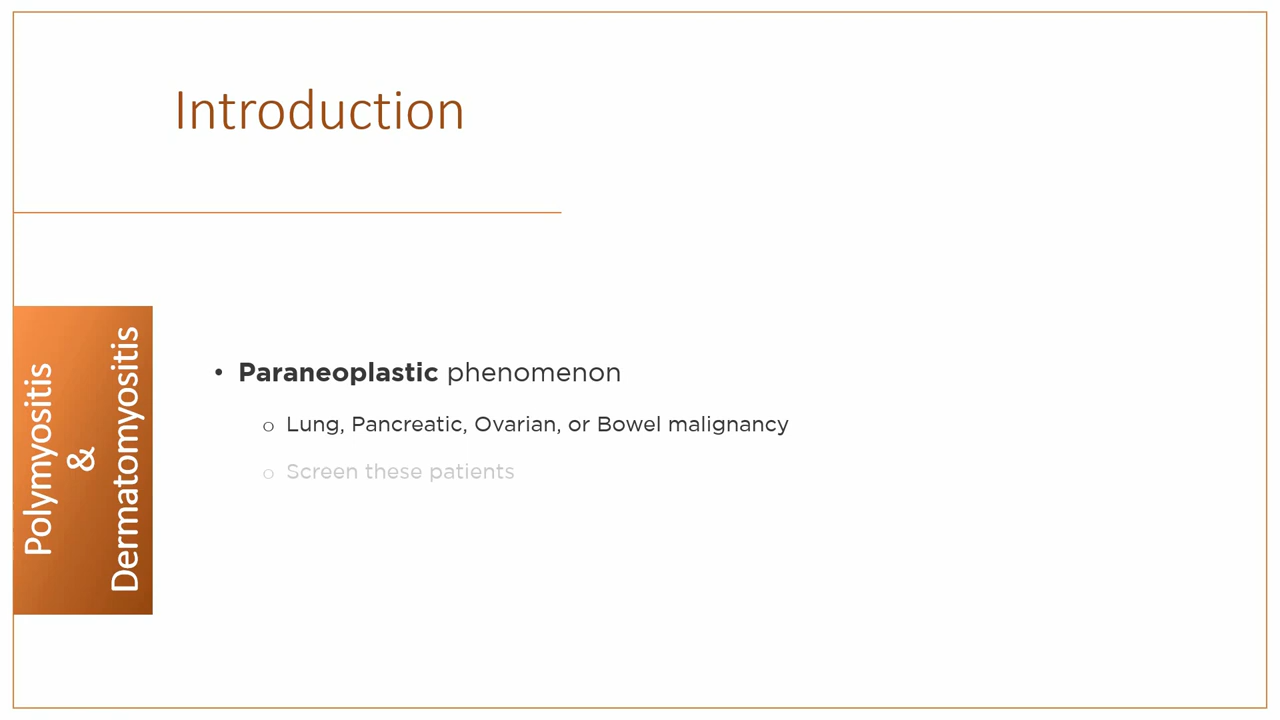 Introduction
Polymyositis
&
Dermatomyositis
• Paraneoplastic phenomenon
o Lung, Pancreatic, Ovarian, or Bowel malignancy
o Screen these patients